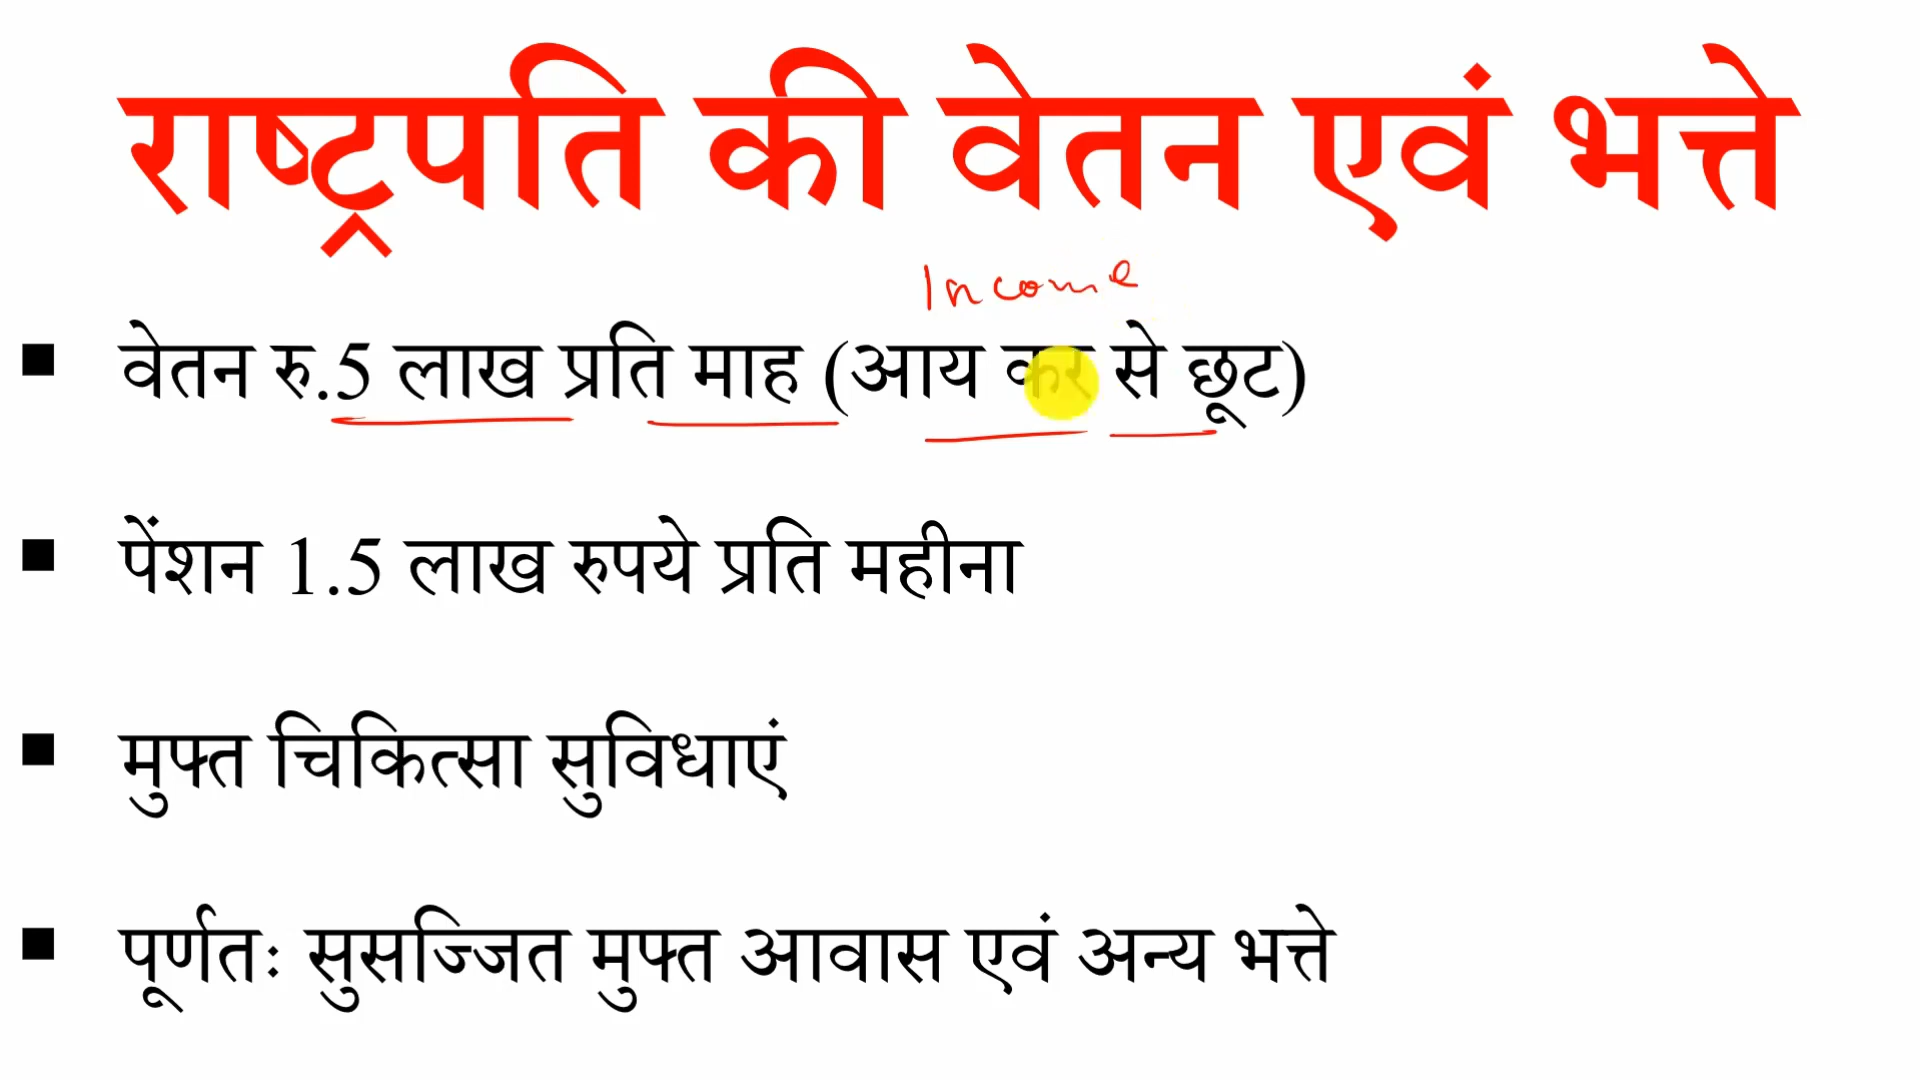 राष्ट्रपति की वेतन एवं भत्ते
Income
▪ वेतन रु.5 लाख प्रति माह (आय कर से छूट)
▪ पेंशन 1.5 लाख रुपये प्रति महीना
▪ मुफ्त चिकित्सा सुविधाएं
▪ पूर्णतः सुसज्जित मुफ्त आवास एवं अन्य भत्ते